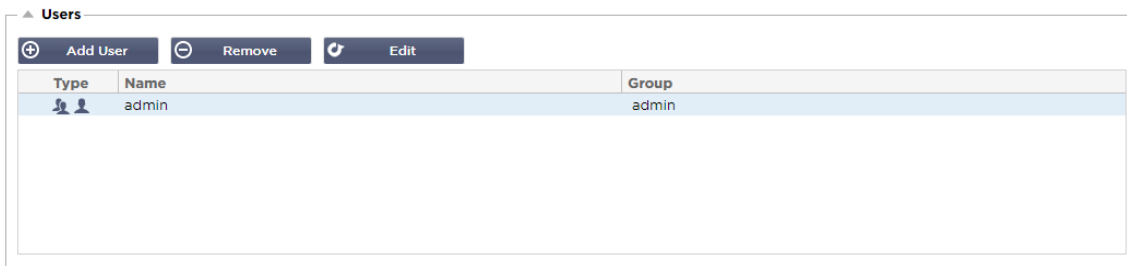 Users
Add User Remove Edit
Type Name Group
admin admin